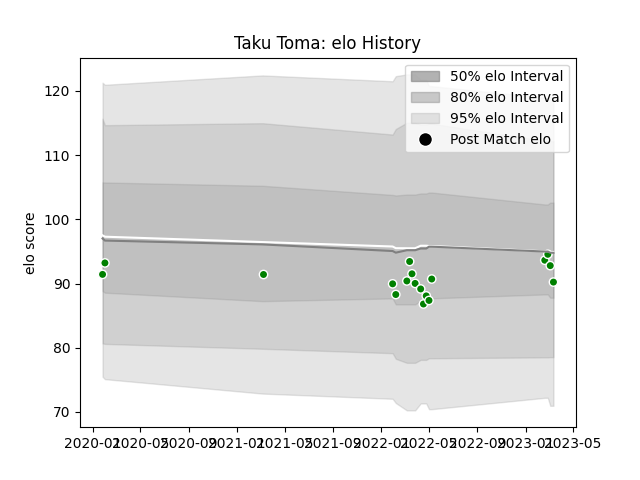 Taku Toma: elo History
50% elo Interval
80% elo Interval
95% elo Interval
Post Match elo
elo score
120
110
100
90
80
70
2020-01 2020-05 2020-09 2021-01 2021-05 2021-09 2022-01 2022-05 2022-09 2023-01 2023-05